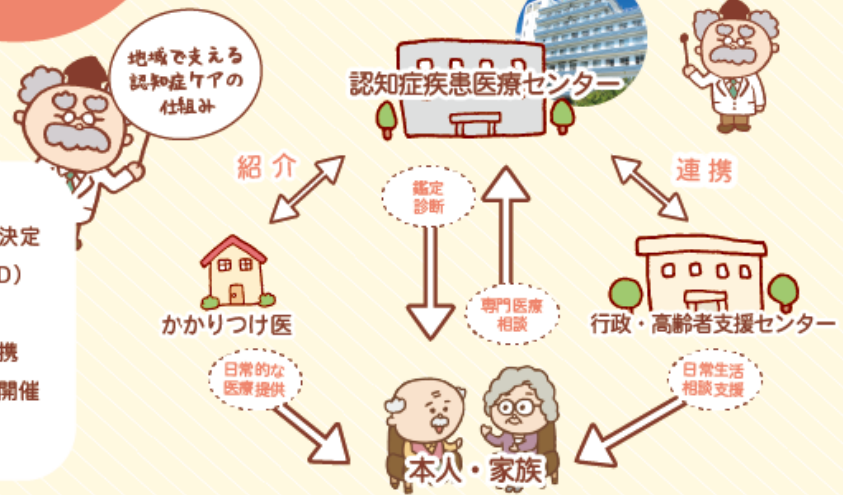 地域で支える
認知症ケアの
仕組み
認知症疾患医療センター
紹介
連携
鑑定
診断
決定
D）
携
開催
かかりつけ医
専門医療
相談
行政・高齢者支援センター
日常的な
医療提供
日常生活
相談支援
本人・家族